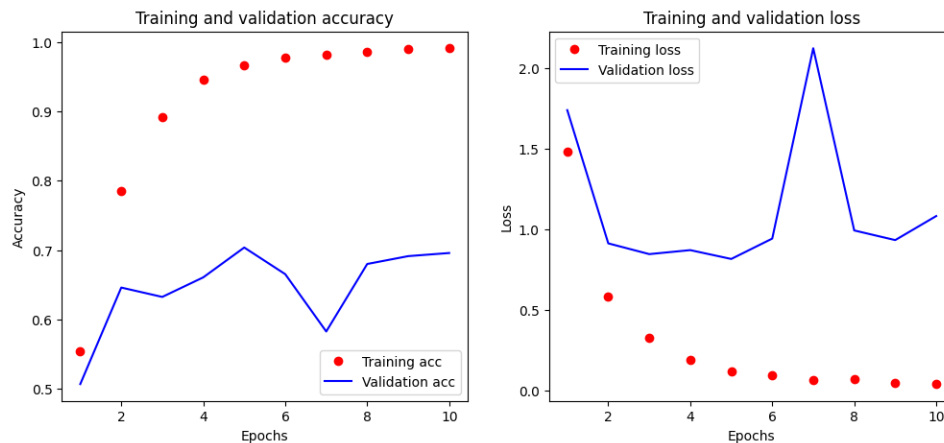 Training and validation accuracy
1.0
0.9
0.8
0.7
0.6
0.5
Accuracy
2 4 6 8 10
Epochs
Training acc
Validation acc
Training and validation loss
2.0
1.5
1.0
0.5
0.0
Loss
2 4 6 8 10
Epochs
Training loss
Validation loss